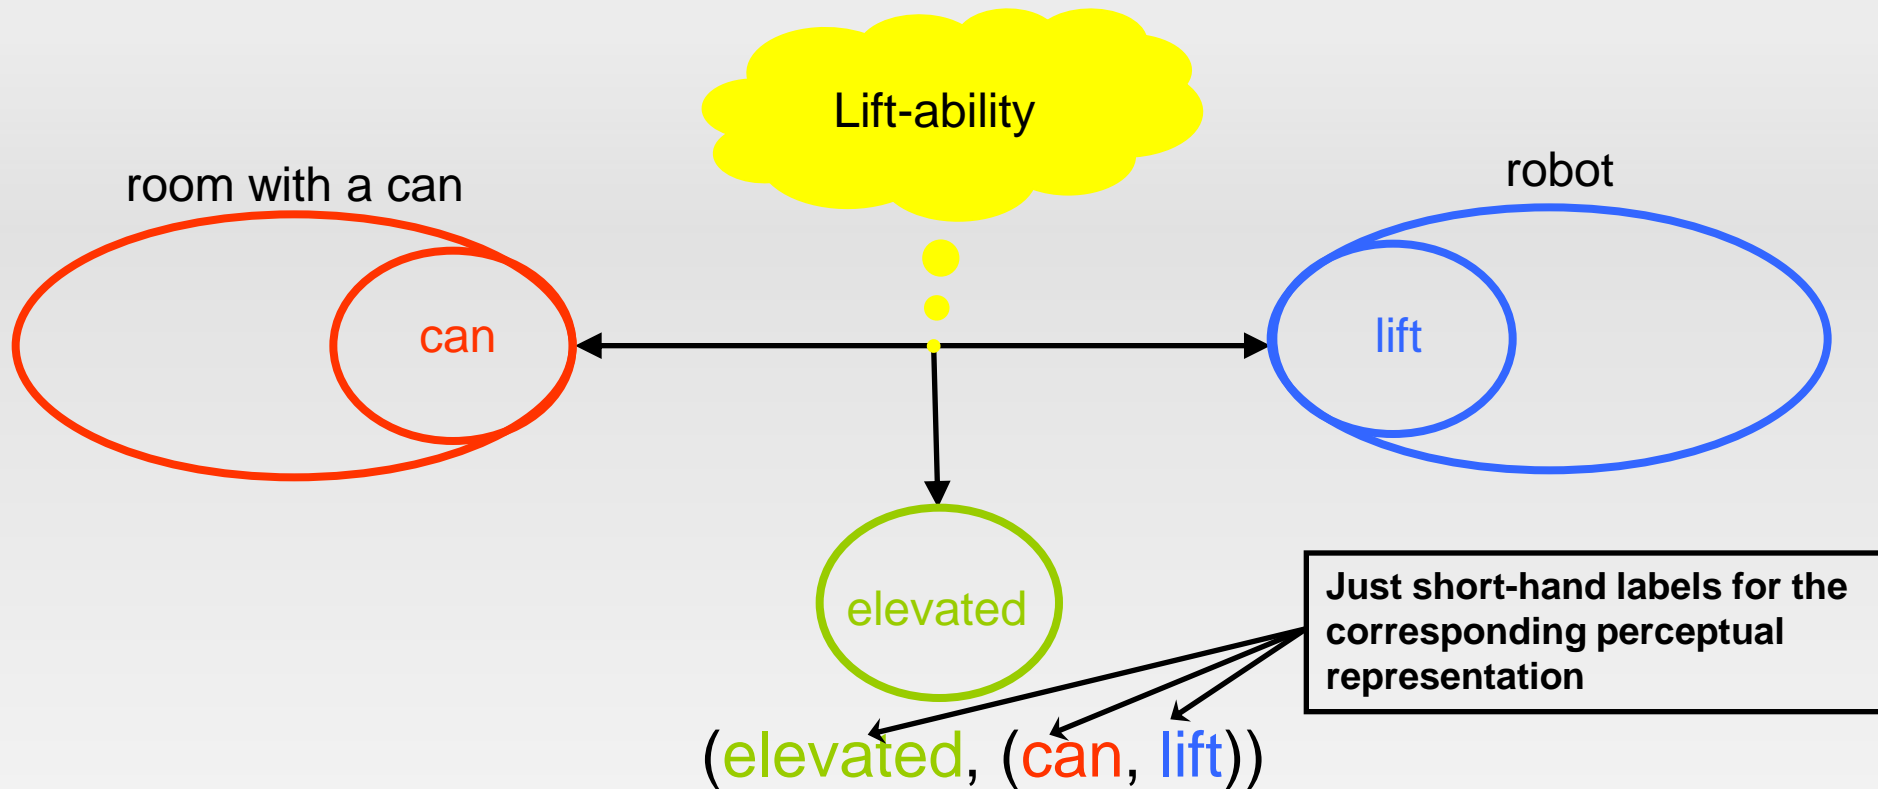 Lift-ability
room with a can
robot
can
lift
elevated
Just short-hand labels for the
corresponding perceptual
representation
(elevated, (can, lift))